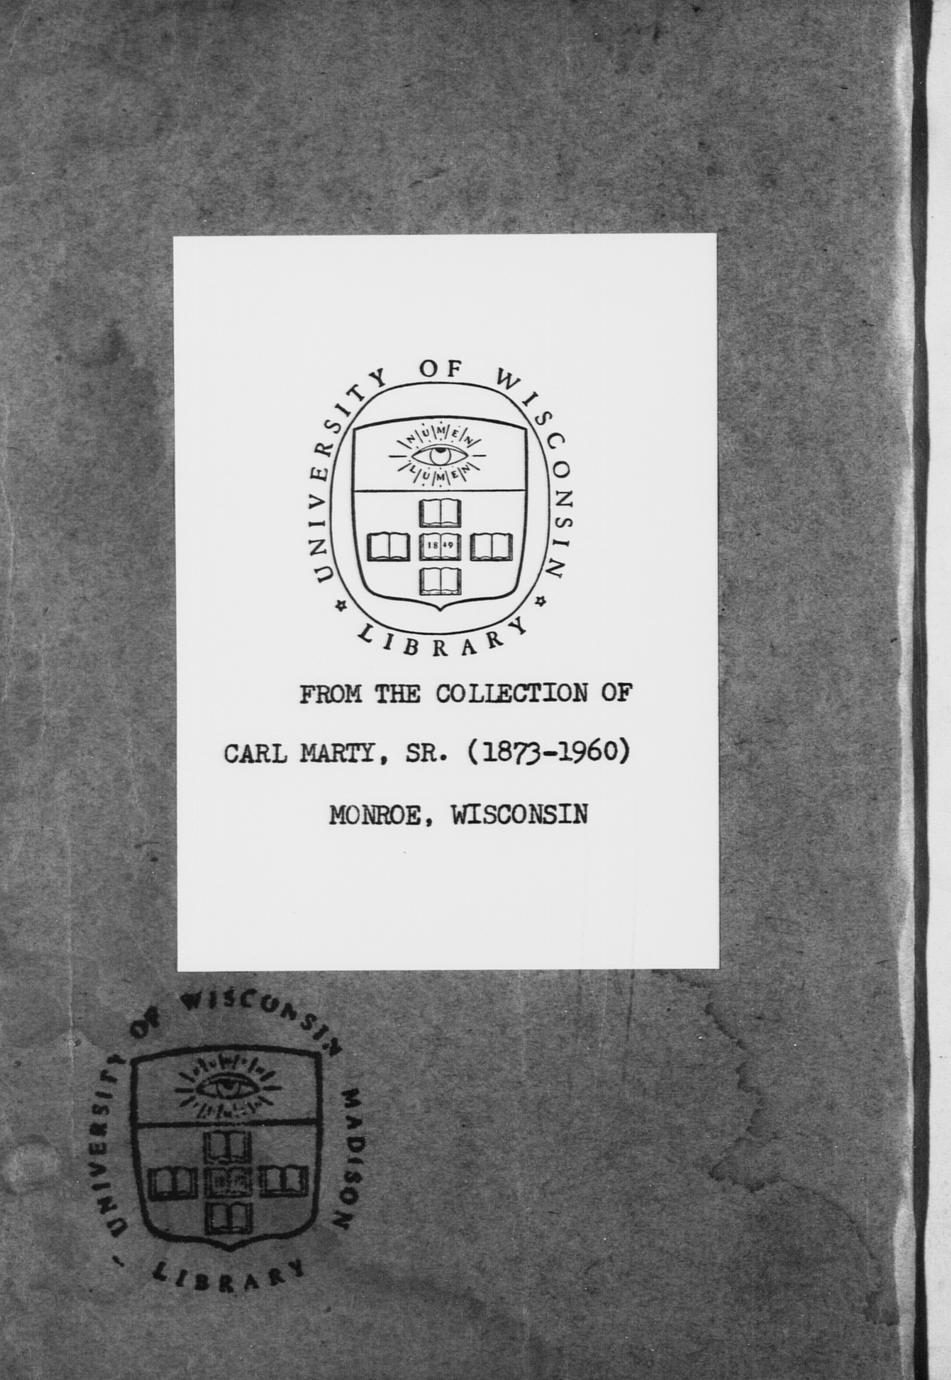 UNIVERSITY OF WISCONSIN
NUMEN
LUMEN
1849
LIBRARY
FROM THE COLLECTION OF
CARL MARTY, SR. (1873-1960)
MONROE, WISCONSIN
UNIVERSITY OF WISCONSIN MADISON
LIBRARY